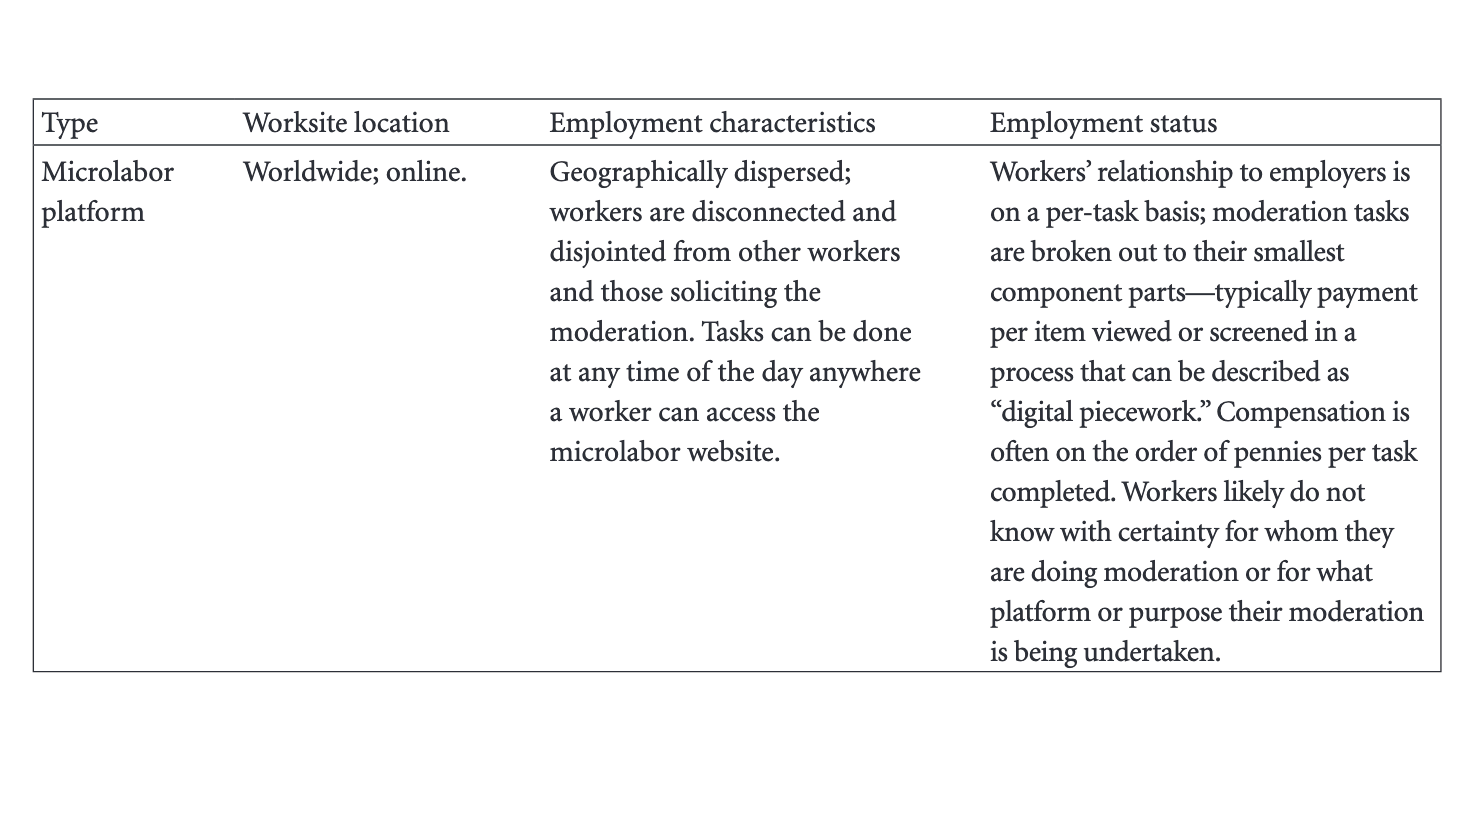 Type
Worksite location
Employment characteristics
Employment status
Microlabor
platform
Worldwide; online.
Geographically dispersed;
workers are disconnected and
disjointed from other workers
and those soliciting the
moderation. Tasks can be done
at any time of the day anywhere
a worker can access the
microlabor website.
Workers’ relationship to employers is
on a per-task basis; moderation tasks
are broken out to their smallest
component parts—typically payment
per item viewed or screened in a
process that can be described as
“digital piecework.” Compensation is
often on the order of pennies per task
completed. Workers likely do not
know with certainty for whom they
are doing moderation or for what
platform or purpose their moderation
is being undertaken.